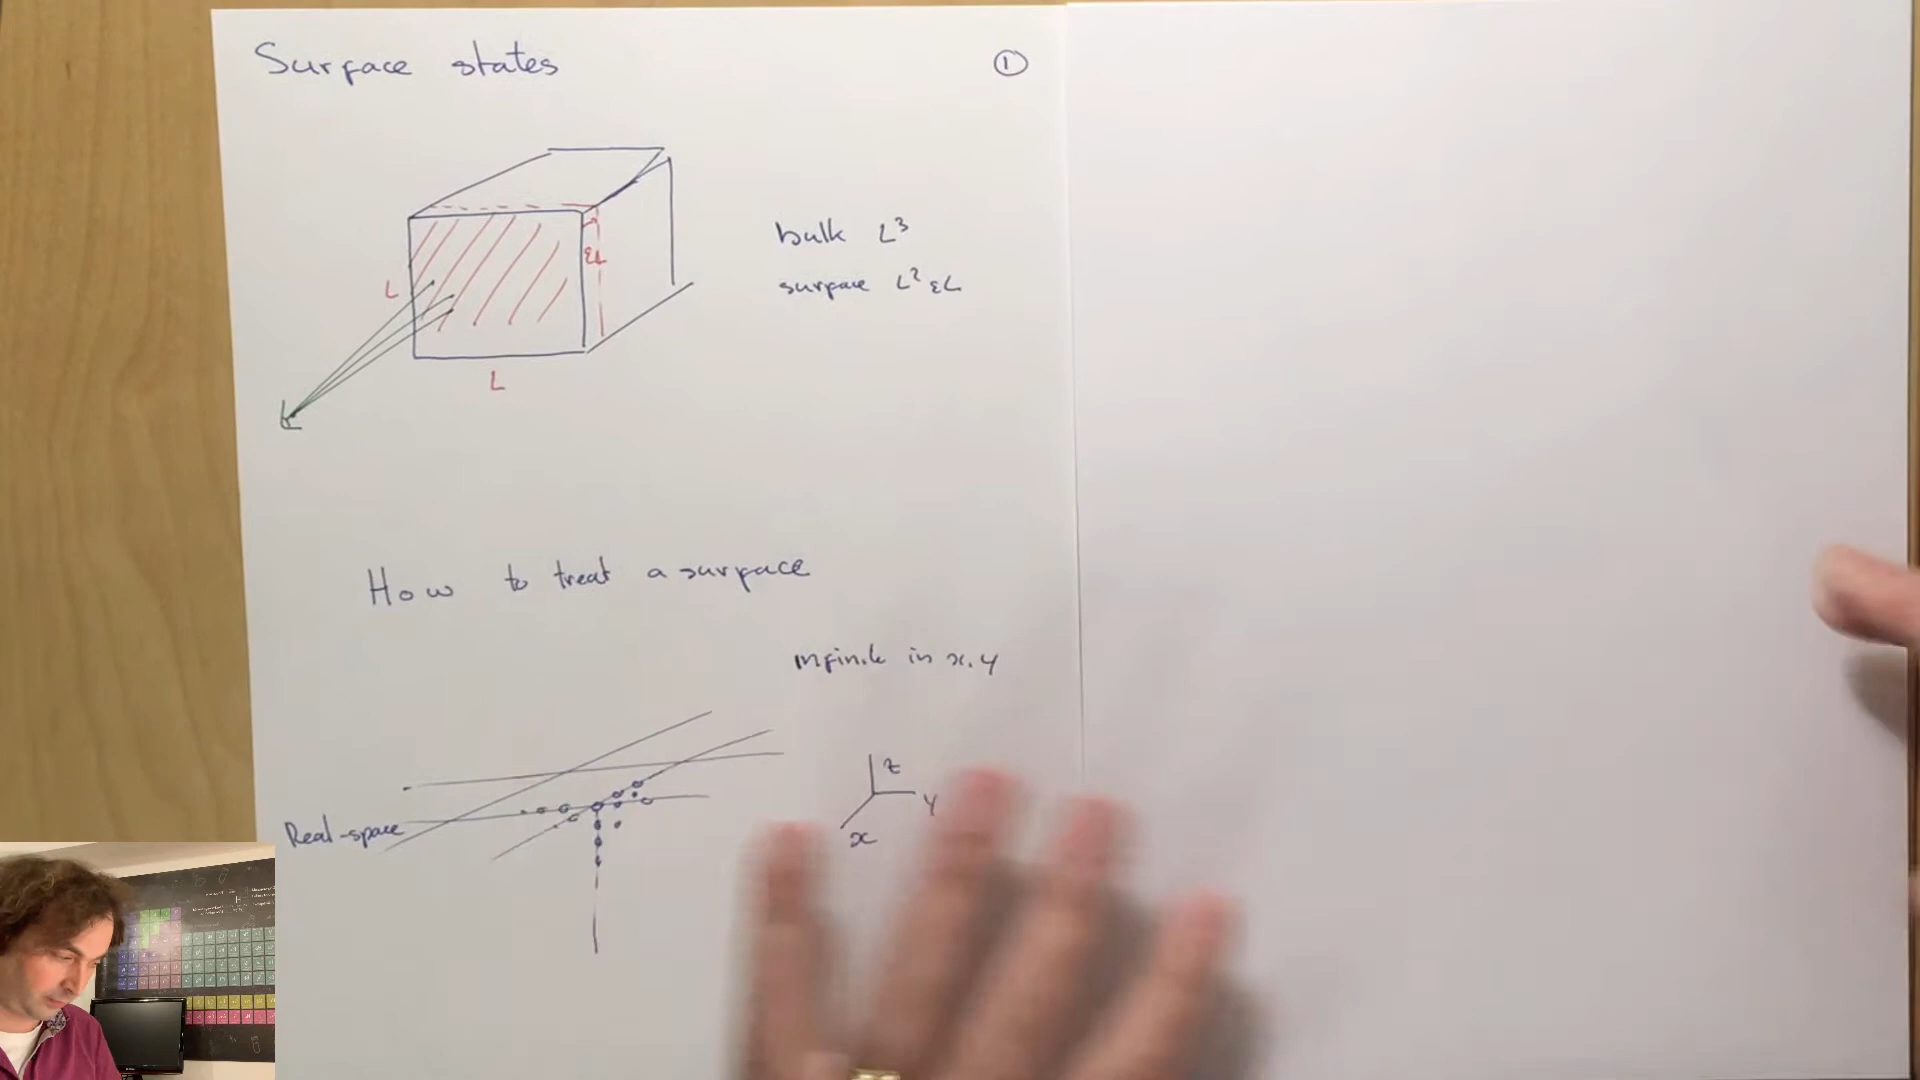 Surface states
①
L
εL
L
bulk L³
surface L² εL
How to treat a surface
infinite in x,y
z
y
x
Real-space